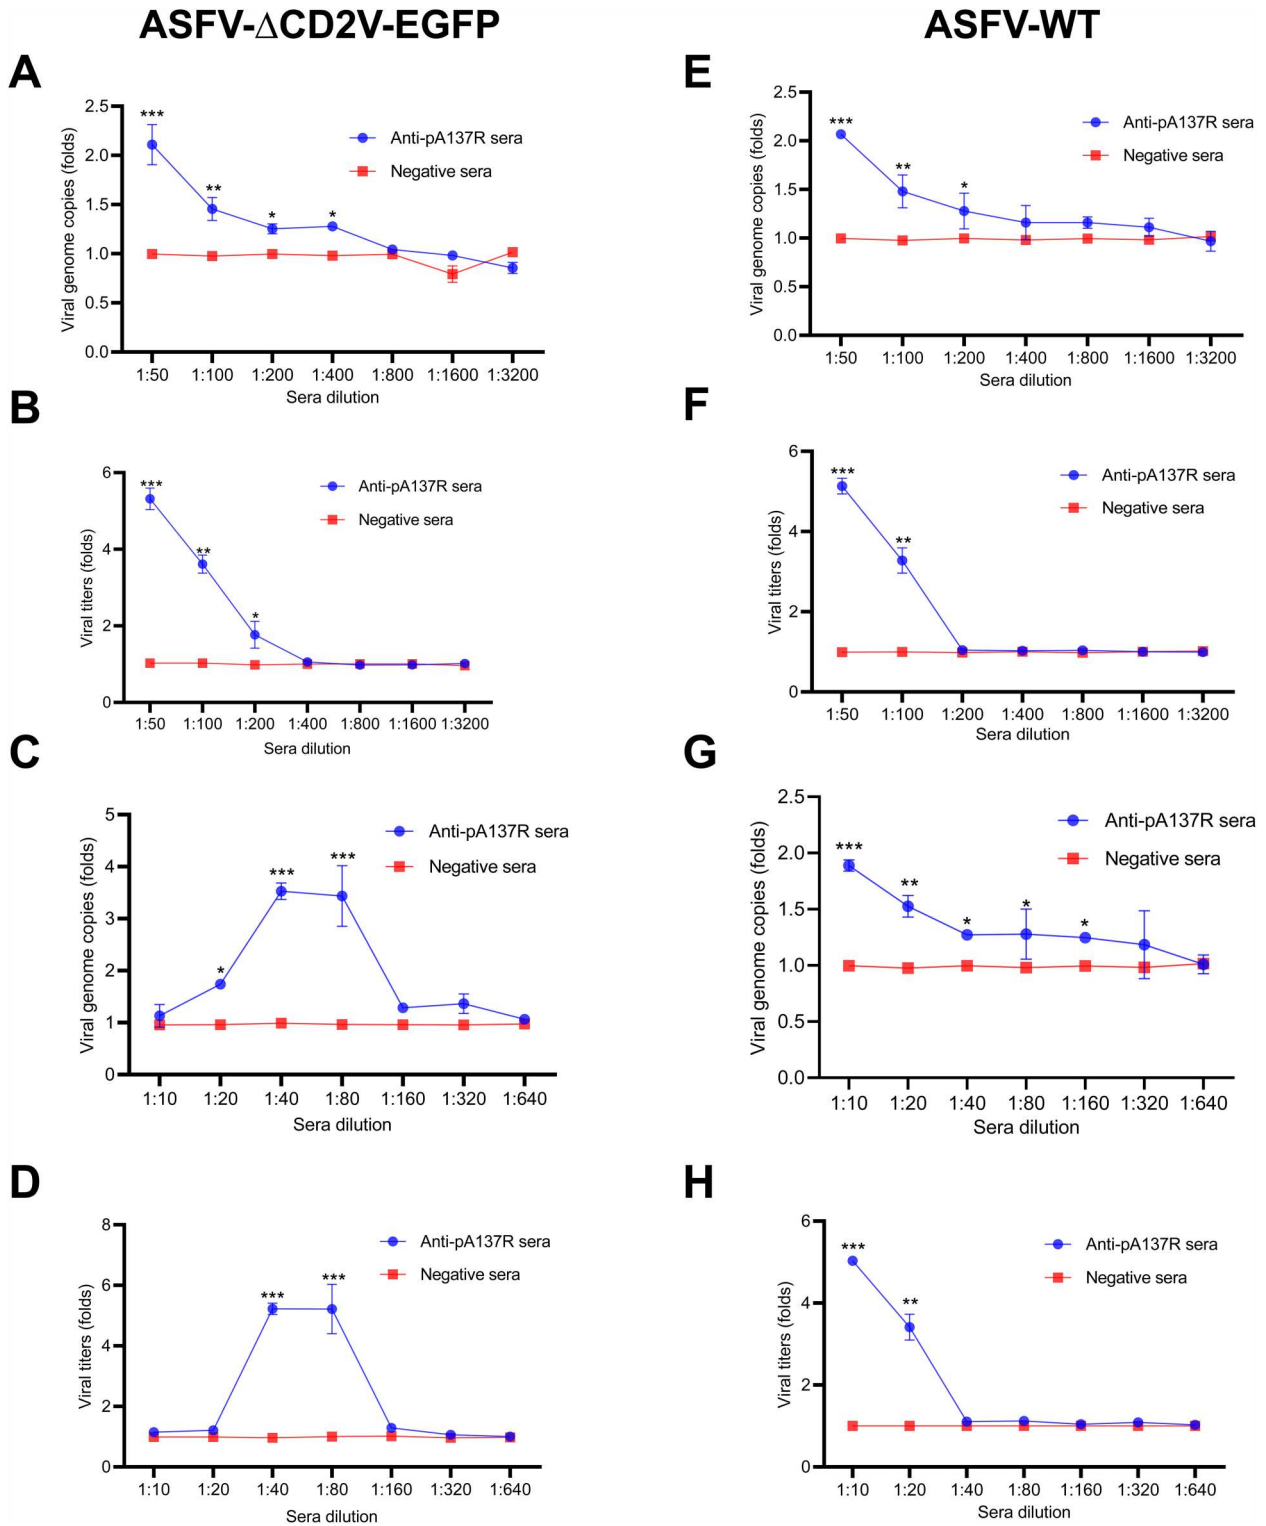 ASFV-ΔCD2V-EGFP
ASFV-WT
A
2.5
2.0
1.5
1.0
0.5
0.0
Viral genome copies (folds)
***
**
*
*
Anti-pA137R sera
Negative sera
1:50 1:100 1:200 1:400 1:800 1:1600 1:3200
Sera dilution
E
2.5
2.0
1.5
1.0
0.5
0.0
Viral genome copies (folds)
***
**
*
Anti-pA137R sera
Negative sera
1:50 1:100 1:200 1:400 1:800 1:1600 1:3200
Sera dilution
B
6
4
2
0
Viral titers (folds)
***
**
*
Anti-pA137R sera
Negative sera
1:50 1:100 1:200 1:400 1:800 1:1600 1:3200
Sera dilution
F
6
4
2
0
Viral titers (folds)
***
**
Anti-pA137R sera
Negative sera
1:50 1:100 1:200 1:400 1:800 1:1600 1:3200
Sera dilution
C
5
4
3
2
1
0
Viral genome copies (folds)
*
***
***
Anti-pA137R sera
Negative sera
1:10 1:20 1:40 1:80 1:160 1:320 1:640
Sera dilution
G
2.5
2.0
1.5
1.0
0.5
0.0
Viral genome copies (folds)
***
**
*
*
*
Anti-pA137R sera
Negative sera
1:10 1:20 1:40 1:80 1:160 1:320 1:640
Sera dilution
D
8
6
4
2
0
Viral titers (folds)
***
***
Anti-pA137R sera
Negative sera
1:10 1:20 1:40 1:80 1:160 1:320 1:640
Sera dilution
H
6
4
2
0
Viral titers (folds)
***
**
Anti-pA137R sera
Negative sera
1:10 1:20 1:40 1:80 1:160 1:320 1:640
Sera dilution